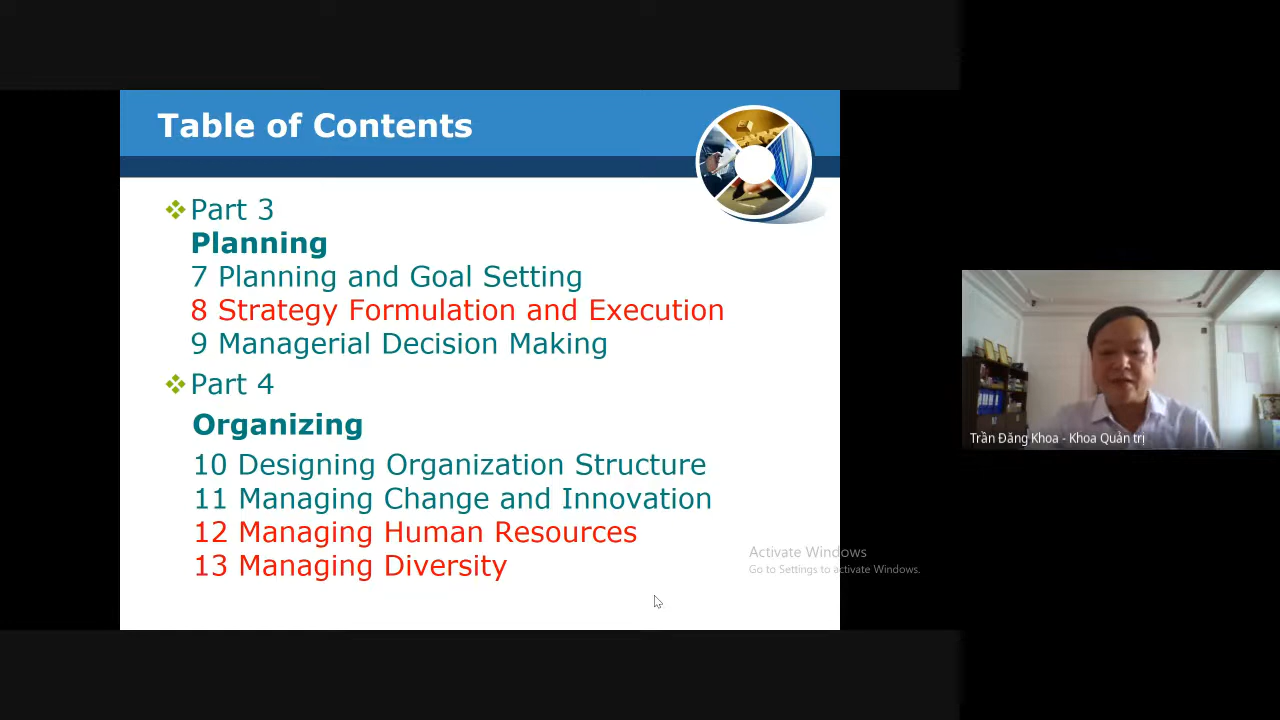 Table of Contents
Part 3
Planning
7 Planning and Goal Setting
8 Strategy Formulation and Execution
9 Managerial Decision Making
Part 4
Organizing
10 Designing Organization Structure
11 Managing Change and Innovation
12 Managing Human Resources
13 Managing Diversity
Activate Windows
Go to Settings to activate Windows.
Trần Đăng Khoa - Khoa Quản trị